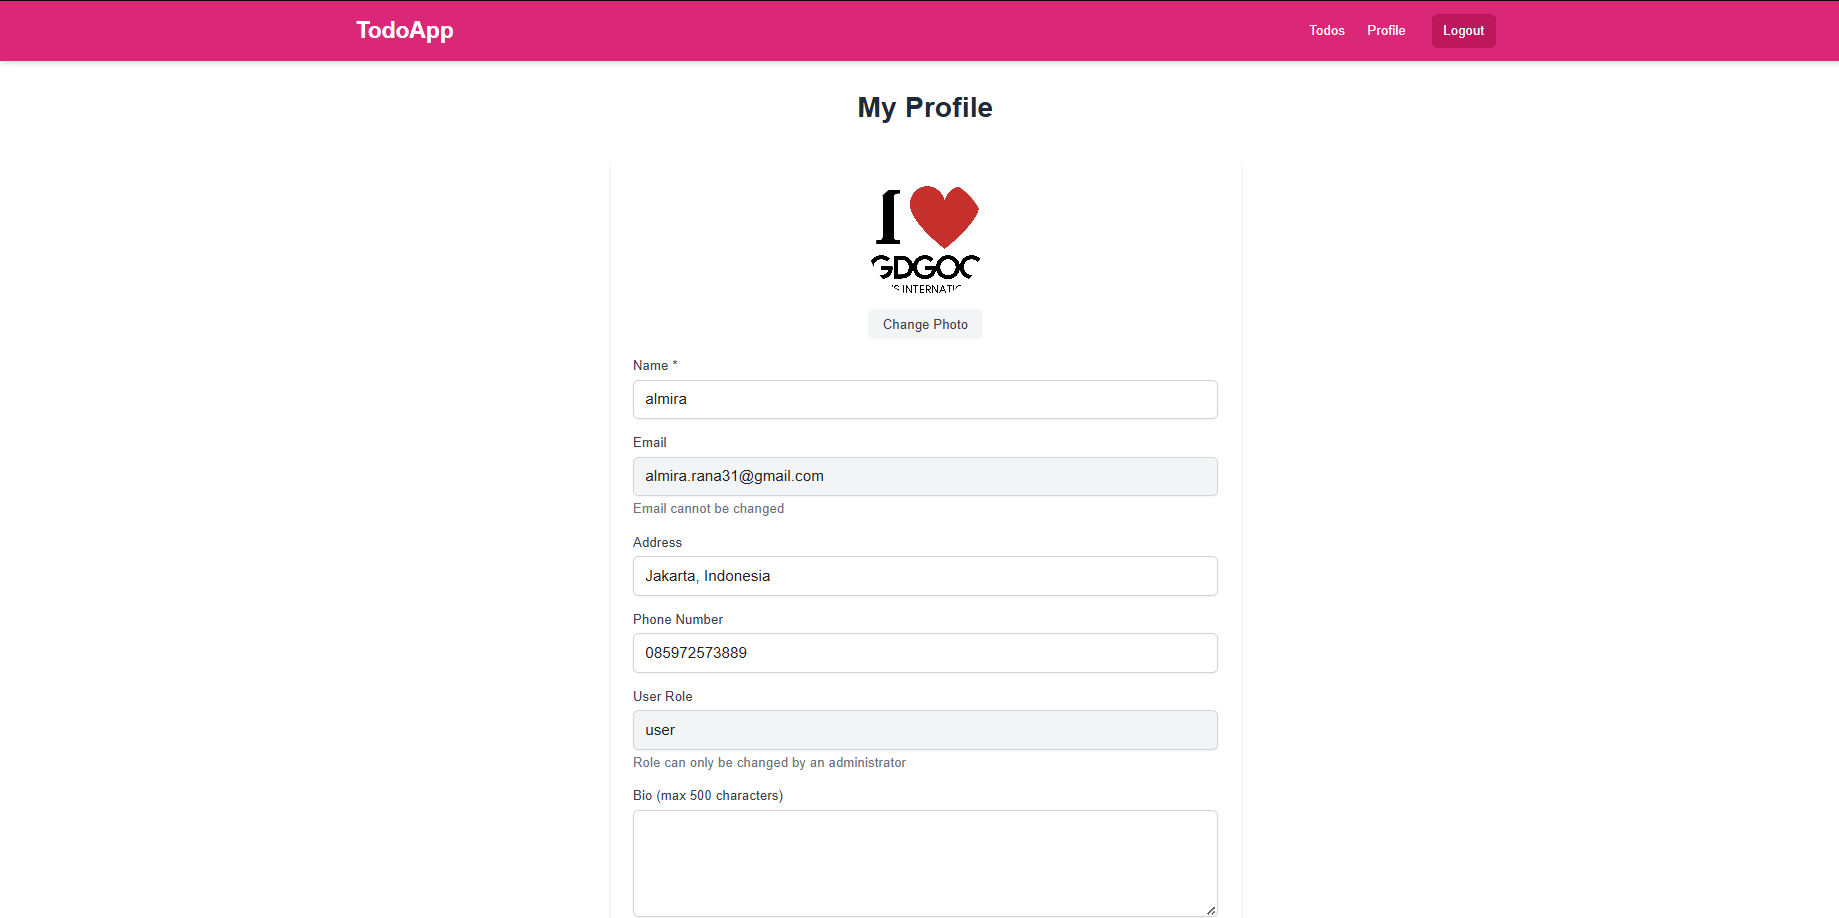 TodoApp
Todos
Profile
Logout
My Profile
I
GDGOC
INTERNATI
Change Photo
Name *
almira
Email
almira.rana31@gmail.com
Email cannot be changed
Address
Jakarta, Indonesia
Phone Number
085972573889
User Role
user
Role can only be changed by an administrator
Bio (max 500 characters)